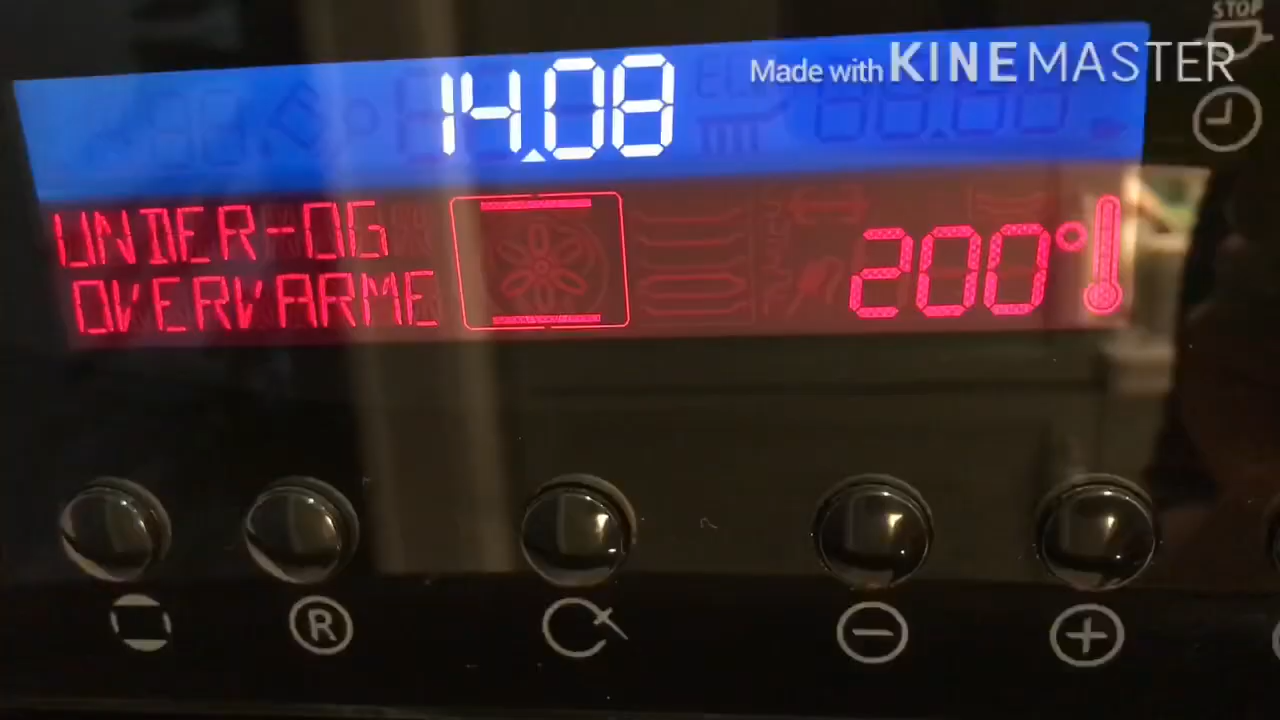 STOP
Made with KINEMASTER
14.08
UNDER-OG
OVERVARME
200°
R